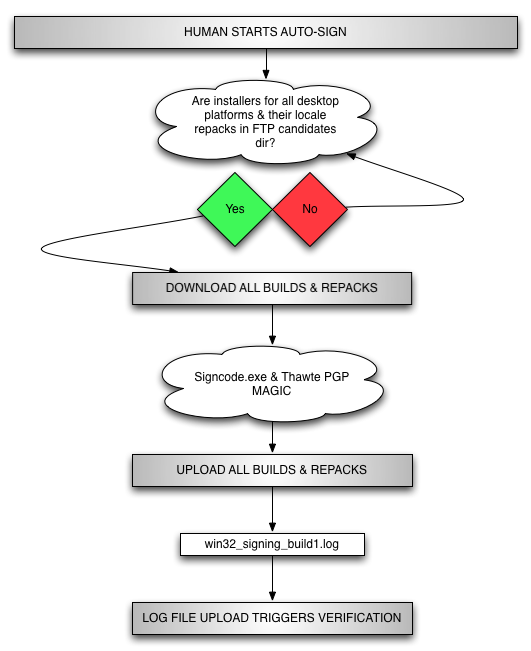 HUMAN STARTS AUTO-SIGN
Are installers for all desktop
platforms & their locale
repacks in FTP candidates
dir?
Yes
No
DOWNLOAD ALL BUILDS & REPACKS
Signcode.exe & Thawte PGP
MAGIC
UPLOAD ALL BUILDS & REPACKS
win32_signing_build1.log
LOG FILE UPLOAD TRIGGERS VERIFICATION